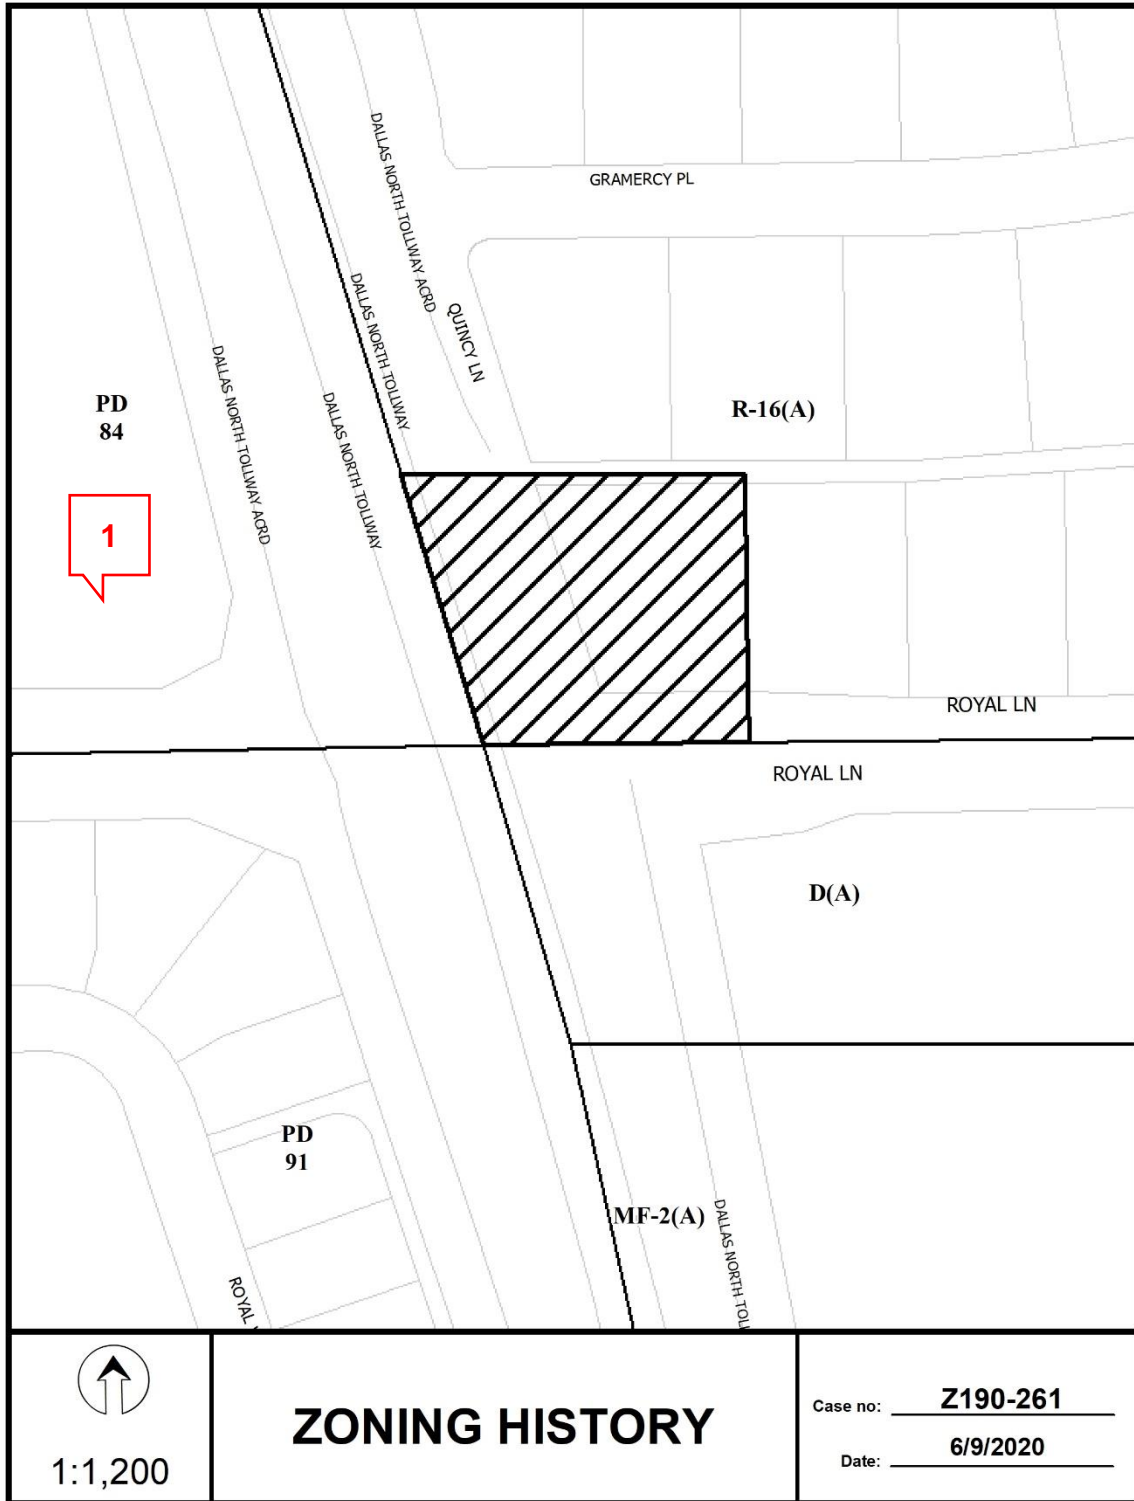 GRAMERCY PL
DALLAS NORTH TOLLWAY ACRD
DALLAS NORTH TOLLWAY
QUINCY LN
DALLAS NORTH TOLLWAY ACRD
DALLAS NORTH TOLLWAY
PD
84
R-16(A)
1
ROYAL LN
ROYAL LN
D(A)
PD
91
MF-2(A)
DALLAS NORTH TOLL
ROYAL
1:1,200
ZONING HISTORY
Case no: Z190-261
Date: 6/9/2020